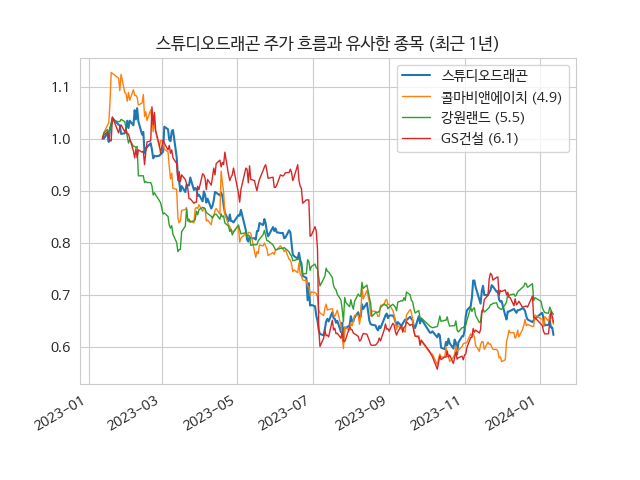 스튜디오드래곤 주가 흐름과 유사한 종목 (최근 1년)
스튜디오드래곤
콜마비앤에이치 (4.9)
강원랜드 (5.5)
GS건설 (6.1)
1.1
1.0
0.9
0.8
0.7
0.6
2023-01
2023-03
2023-05
2023-07
2023-09
2023-11
2024-01